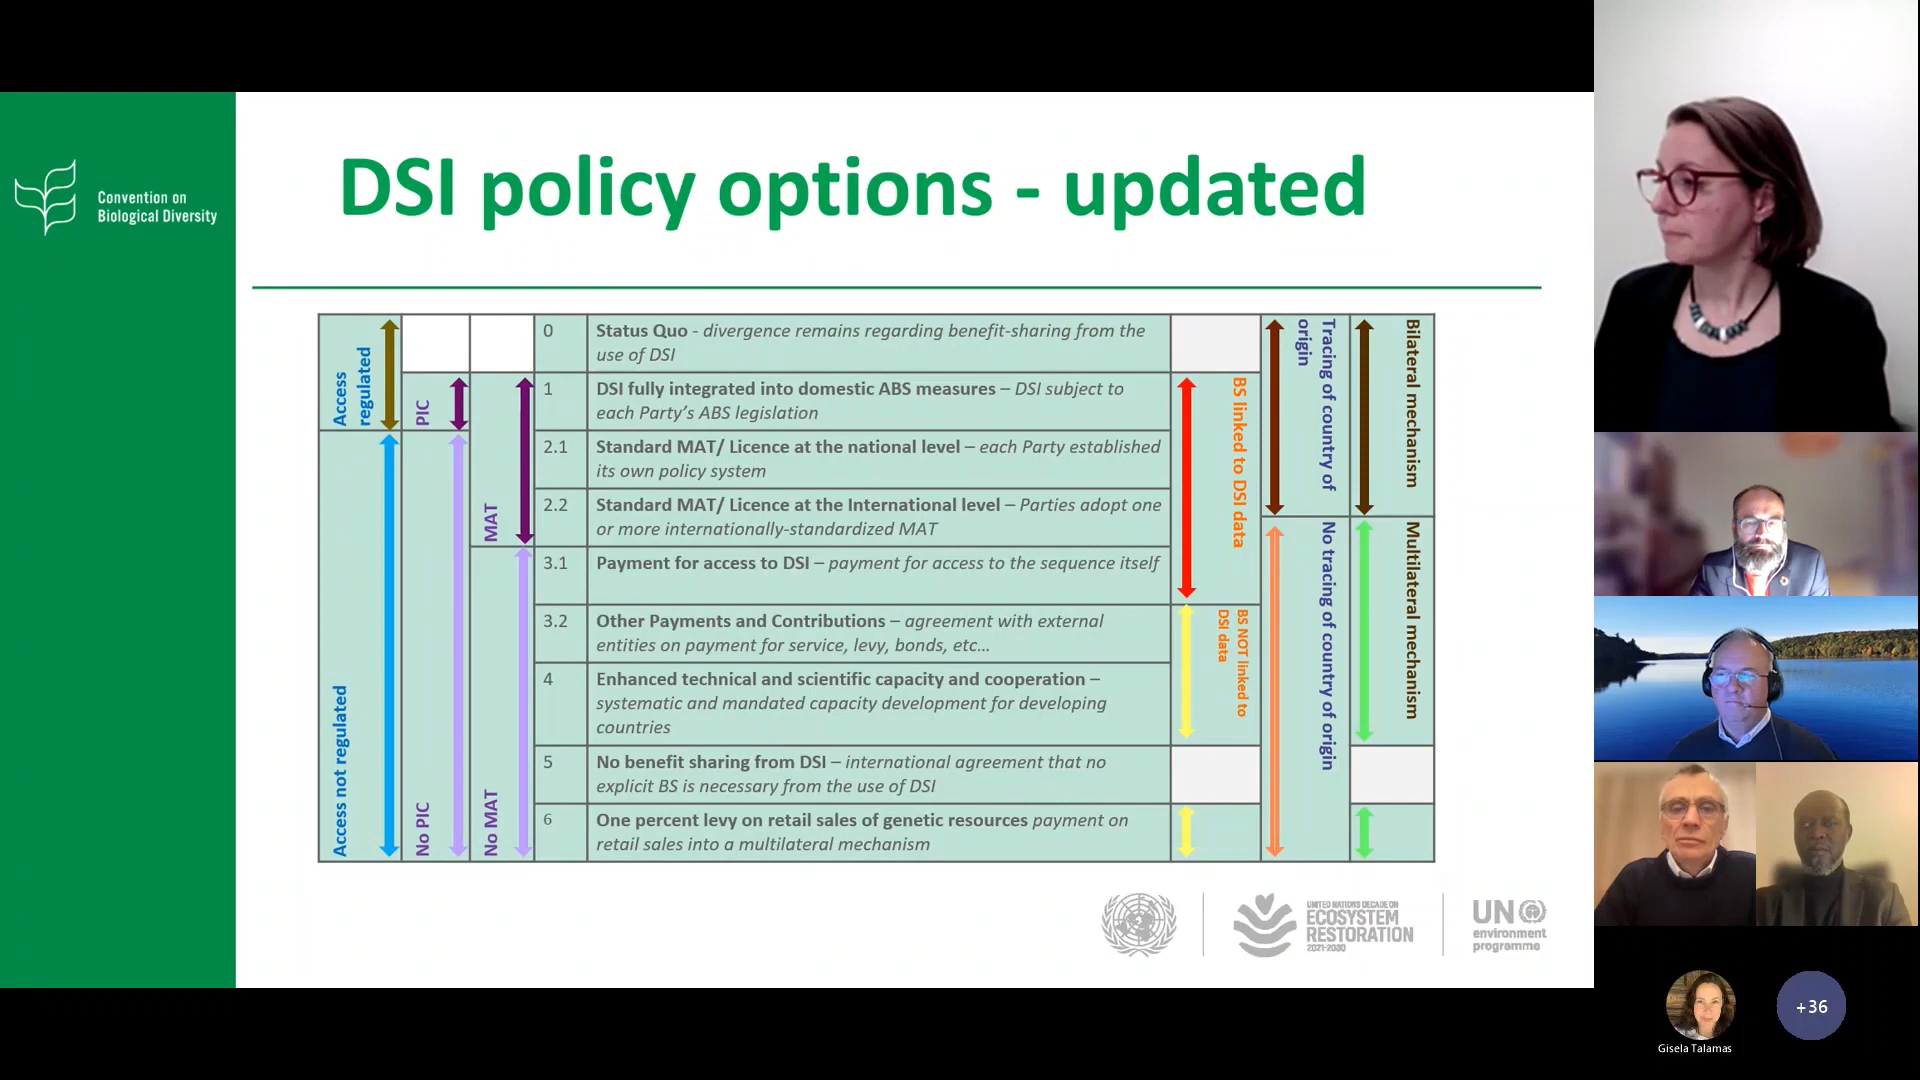 Convention on
Biological Diversity
DSI policy options - updated
Access
regulated
Access not regulated
PIC
No PIC
MAT
No MAT
0
Status Quo - divergence remains regarding benefit-sharing from the
use of DSI
1
DSI fully integrated into domestic ABS measures – DSI subject to
each Party’s ABS legislation
2.1
Standard MAT/ Licence at the national level – each Party established
its own policy system
2.2
Standard MAT/ Licence at the International level – Parties adopt one
or more internationally-standardized MAT
3.1
Payment for access to DSI – payment for access to the sequence itself
3.2
Other Payments and Contributions – agreement with external
entities on payment for service, levy, bonds, etc…
4
Enhanced technical and scientific capacity and cooperation –
systematic and mandated capacity development for developing
countries
5
No benefit sharing from DSI – international agreement that no
explicit BS is necessary from the use of DSI
6
One percent levy on retail sales of genetic resources payment on
retail sales into a multilateral mechanism
BS linked to DSI data
BS NOT linked to
DSI data
Tracing of country of
origin
No tracing of country of origin
Bilateral mechanism
Multilateral mechanism
UNITED NATIONS DECADE ON
ECOSYSTEM
RESTORATION
2021-2030
UN
environment
programme
+36
Gisela Talamas